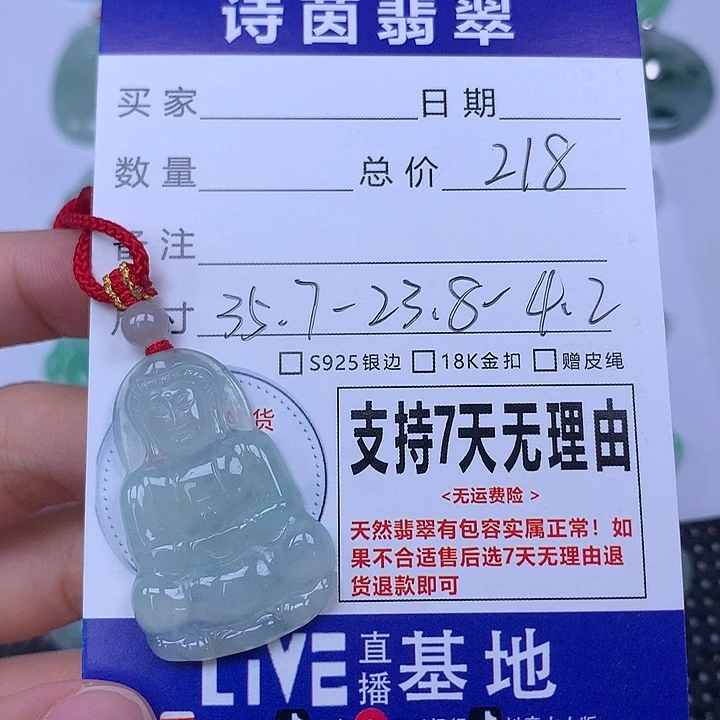 诗茵翡翠
买家 日期
数量 总价 218
备注
尺寸 35.7-23.8-4.2
S925银边 18K金扣 赠皮绳
货
支持7天无理由
<无运费险>
天然翡翠有包容实属正常！如
果不合适售后选7天无理由退
货退款即可
LIVE 直播 基地